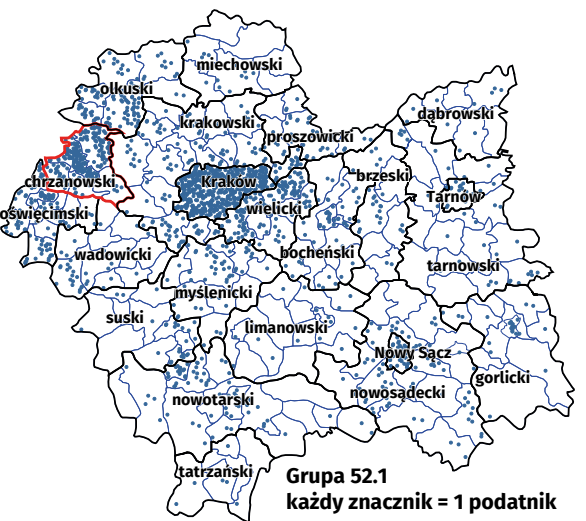 miechowski
olkuski
dąbrowski
krakowski
proszowicki
brzeski
chrzanowski
Kraków
Tarnów
wielicki
oświęcimski
wadowicki
bocheński
tarnowski
myślenicki
suski
limanowski
Nowy Sącz
gorlicki
nowosądecki
nowotarski
tatrzański
Grupa 52.1
każdy znacznik = 1 podatnik